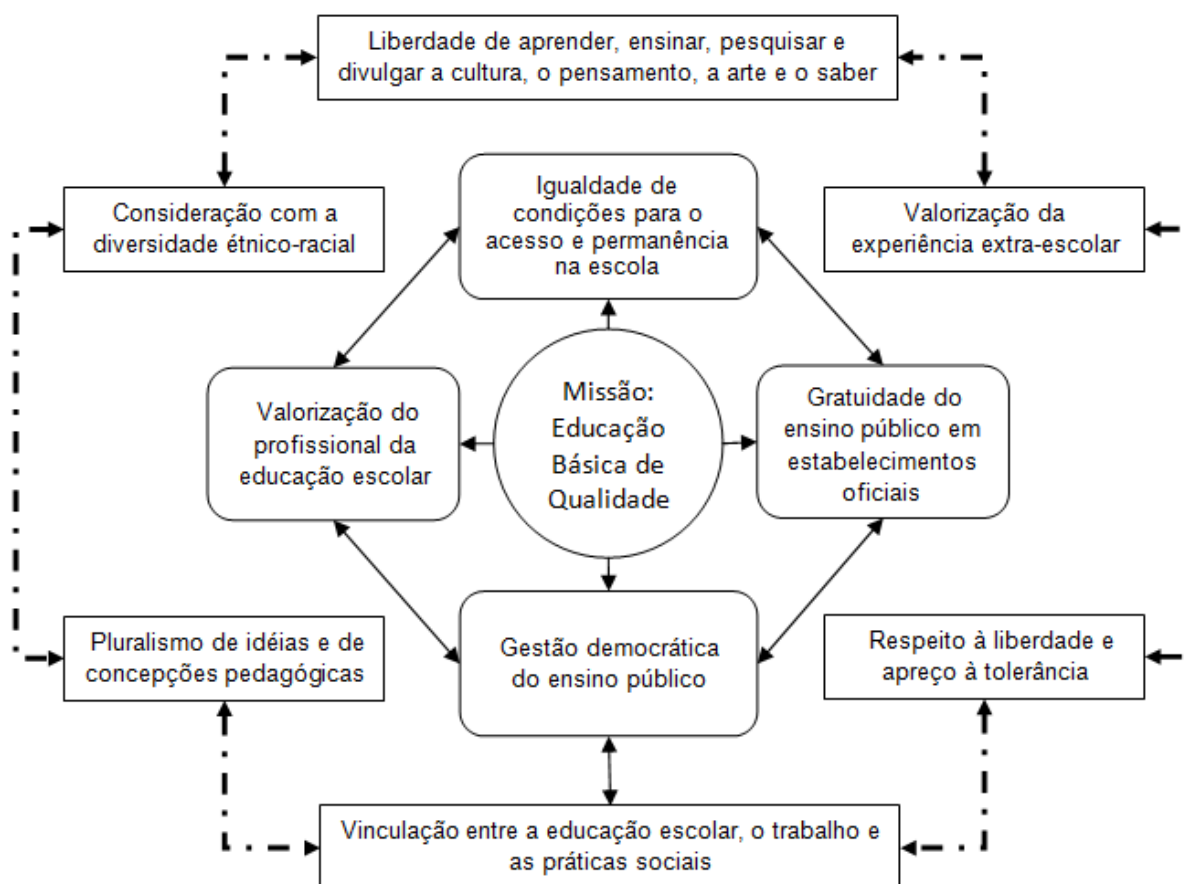 Liberdade de aprender, ensinar, pesquisar e
divulgar a cultura, o pensamento, a arte e o saber
Consideração com a
diversidade étnico-racial
Igualdade de
condições para o
acesso e permanência
na escola
Valorização da
experiência extra-escolar
Valorização do
profissional da
educação escolar
Missão:
Educação
Básica de
Qualidade
Gratuidade do
ensino público em
estabelecimentos
oficiais
Pluralismo de idéias e de
concepções pedagógicas
Gestão democrática
do ensino público
Respeito à liberdade e
apreço à tolerância
Vinculação entre a educação escolar, o trabalho e
as práticas sociais